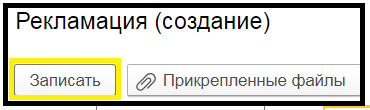 Рекламация (создание)
Записать Прикрепленные файлы